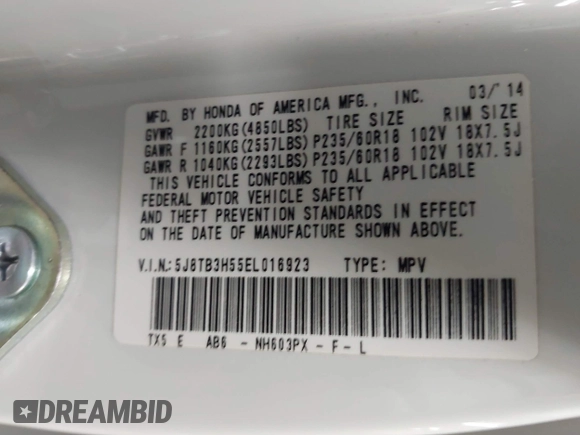 MFD. BY HONDA OF AMERICA MFG., INC. 03/'14
GVWR 2200KG(4850LBS) TIRE SIZE RIM SIZE
GAWR F 1160KG(2557LBS) P235/60R18 102V 18X7.5J
GAWR R 1040KG(2293LBS) P235/60R18 102V 18X7.5J
THIS VEHICLE CONFORMS TO ALL APPLICABLE
FEDERAL MOTOR VEHICLE SAFETY
AND THEFT PREVENTION STANDARDS IN EFFECT
ON THE DATE OF MANUFACTURE SHOWN ABOVE.
V.I.N.: 5J8TB3H55EL016923 TYPE: MPV
TX5 E AB6 - NH603PX - F - L
DREAMBID